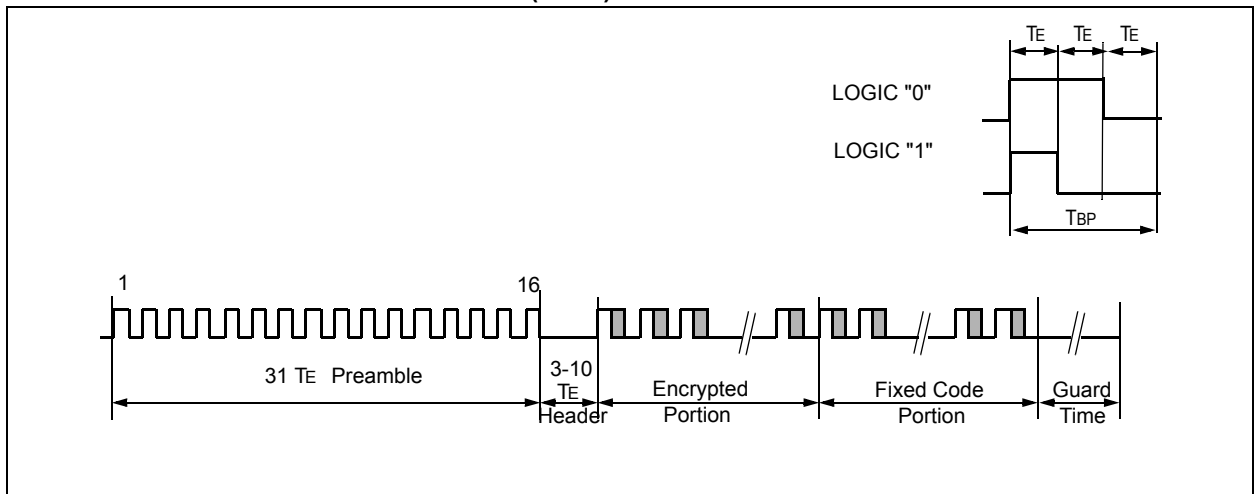 TE TE TE
LOGIC "0"
LOGIC "1"
TBP
1 16
31 TE Preamble
3-10
TE
Header
Encrypted
Portion
Fixed Code
Portion
Guard
Time